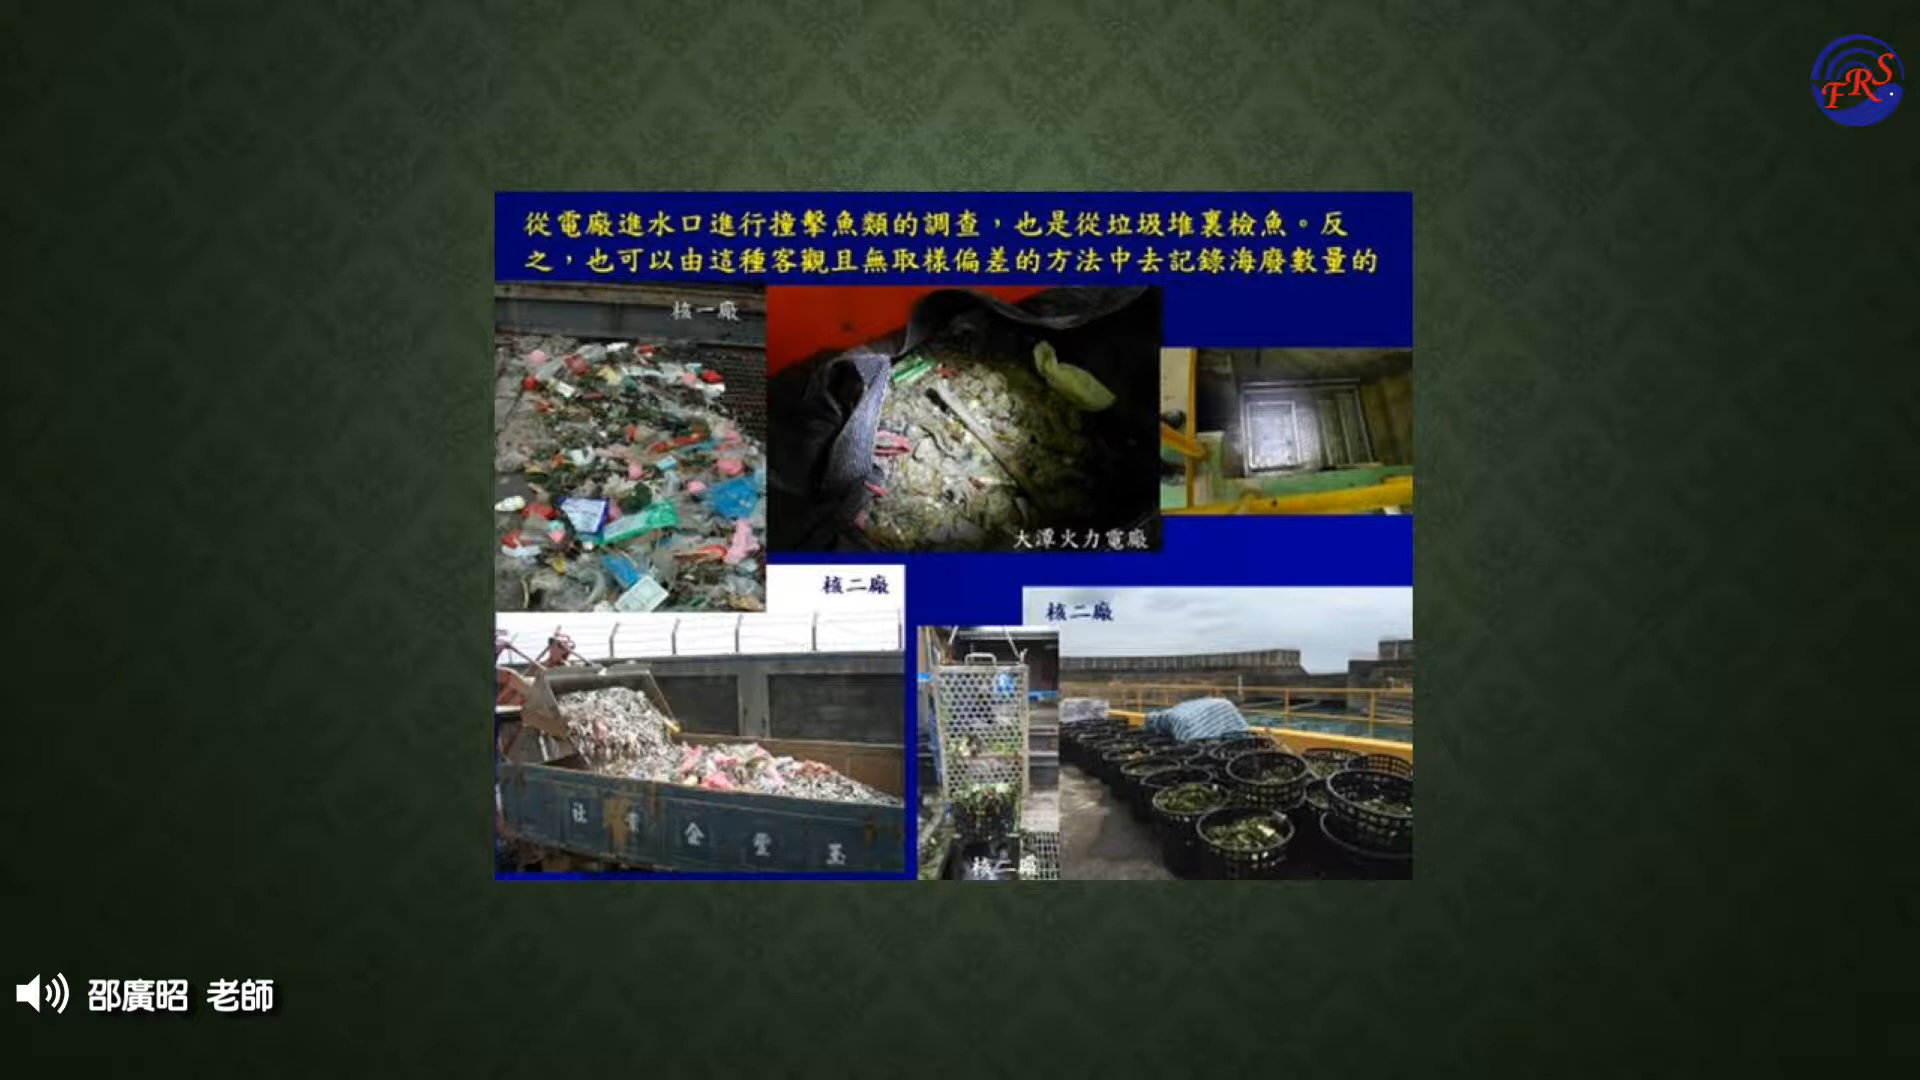 FRS
從電廠進水口進行撞擊魚類的調查，也是從垃圾堆裏檢魚。反
之，也可以由這種客觀且無取樣偏差的方法中去記錄海廢數量的
核一廠
大潭火力電廠
核二廠
核二廠
核二廠
邵廣昭 老師